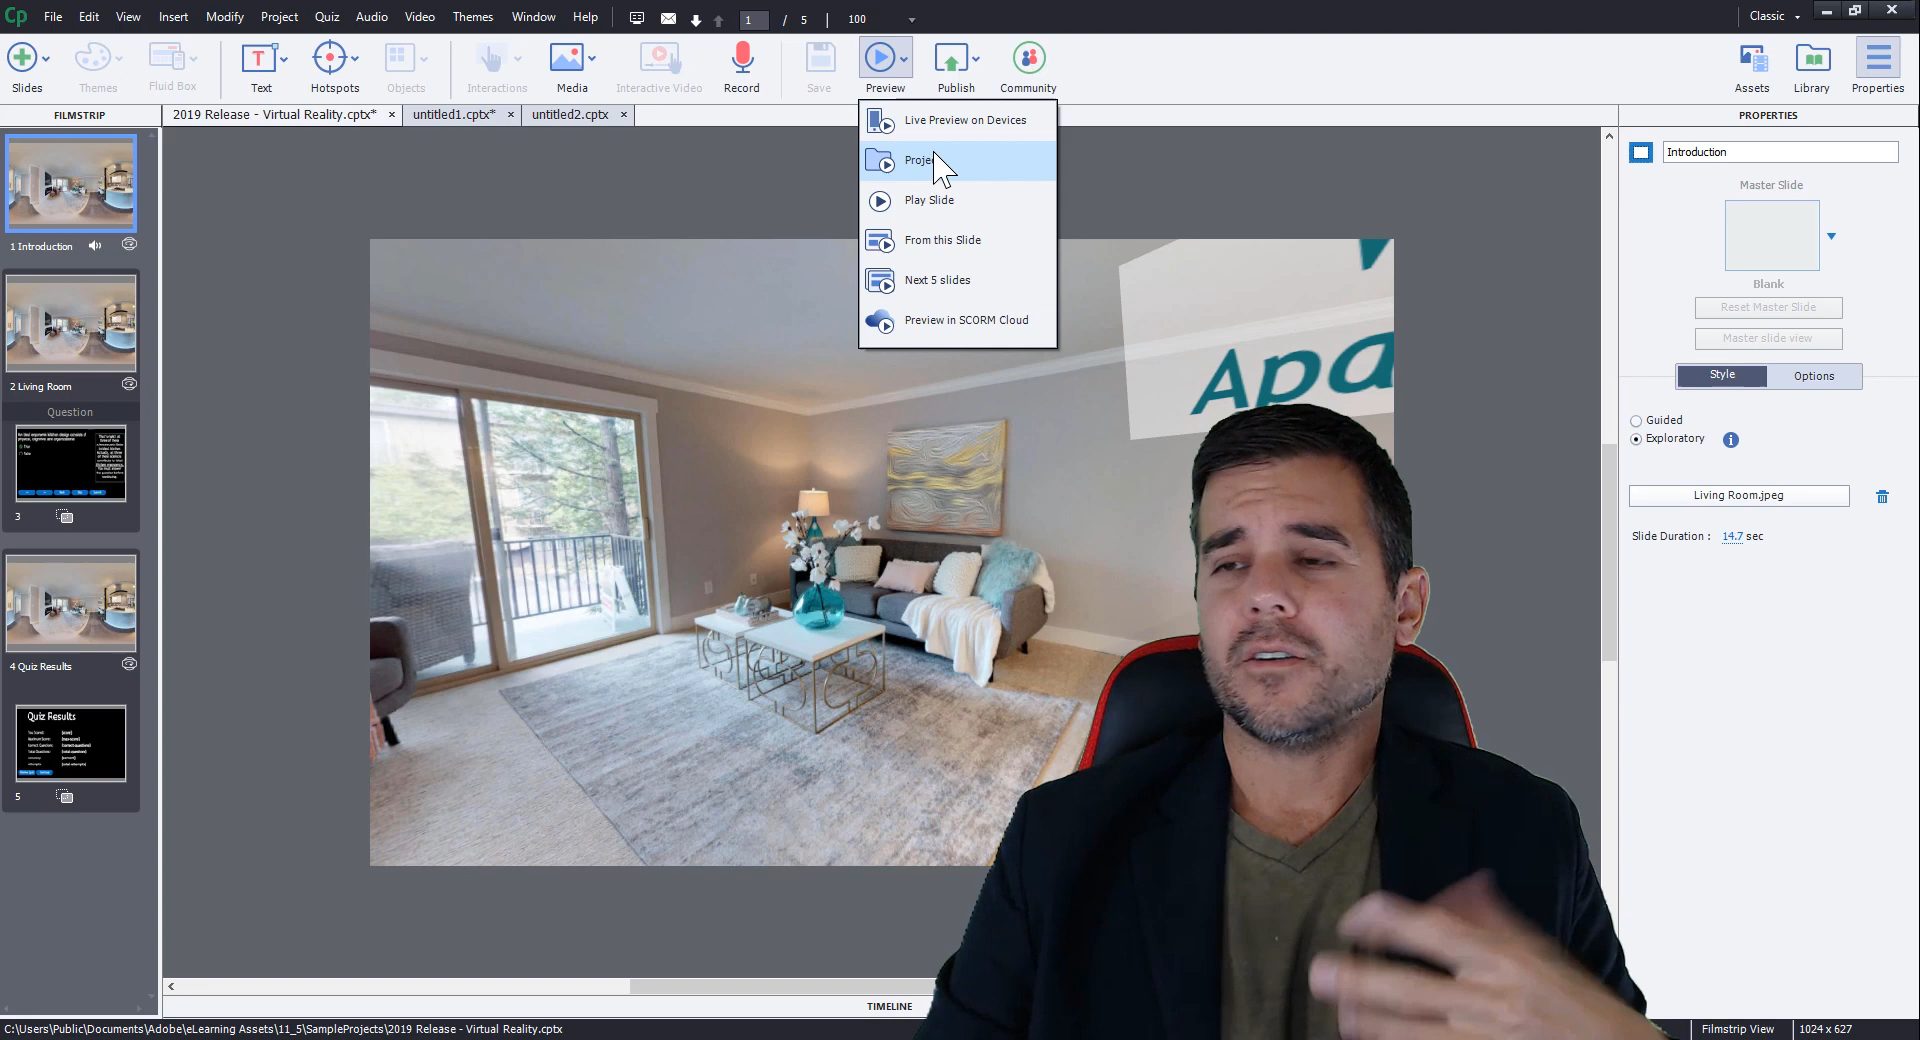 Cp File Edit View Insert Modify Project Quiz Audio Video Themes Window Help 1 / 5 100 Classic
Slides Themes Fluid Box Text Hotspots Objects Interactions Media Interactive Video Record Save Preview Publish Community Assets Library Properties
FILMSTRIP
2019 Release - Virtual Reality.cptx* untitled1.cptx* untitled2.cptx
PROPERTIES
1 Introduction
2 Living Room
Question
3
4 Quiz Results
Quiz Results
5
Live Preview on Devices
Projec
Play Slide
From this Slide
Next 5 slides
Preview in SCORM Cloud
Apa
Introduction
Master Slide
Blank
Reset Master Slide
Master slide view
Style Options
Guided
Exploratory
Living Room.jpeg
Slide Duration : 14.7 sec
TIMELINE
C:\Users\Public\Documents\Adobe\eLearning Assets\11_5\SampleProjects\2019 Release - Virtual Reality.cptx
Filmstrip View 1024 x 627